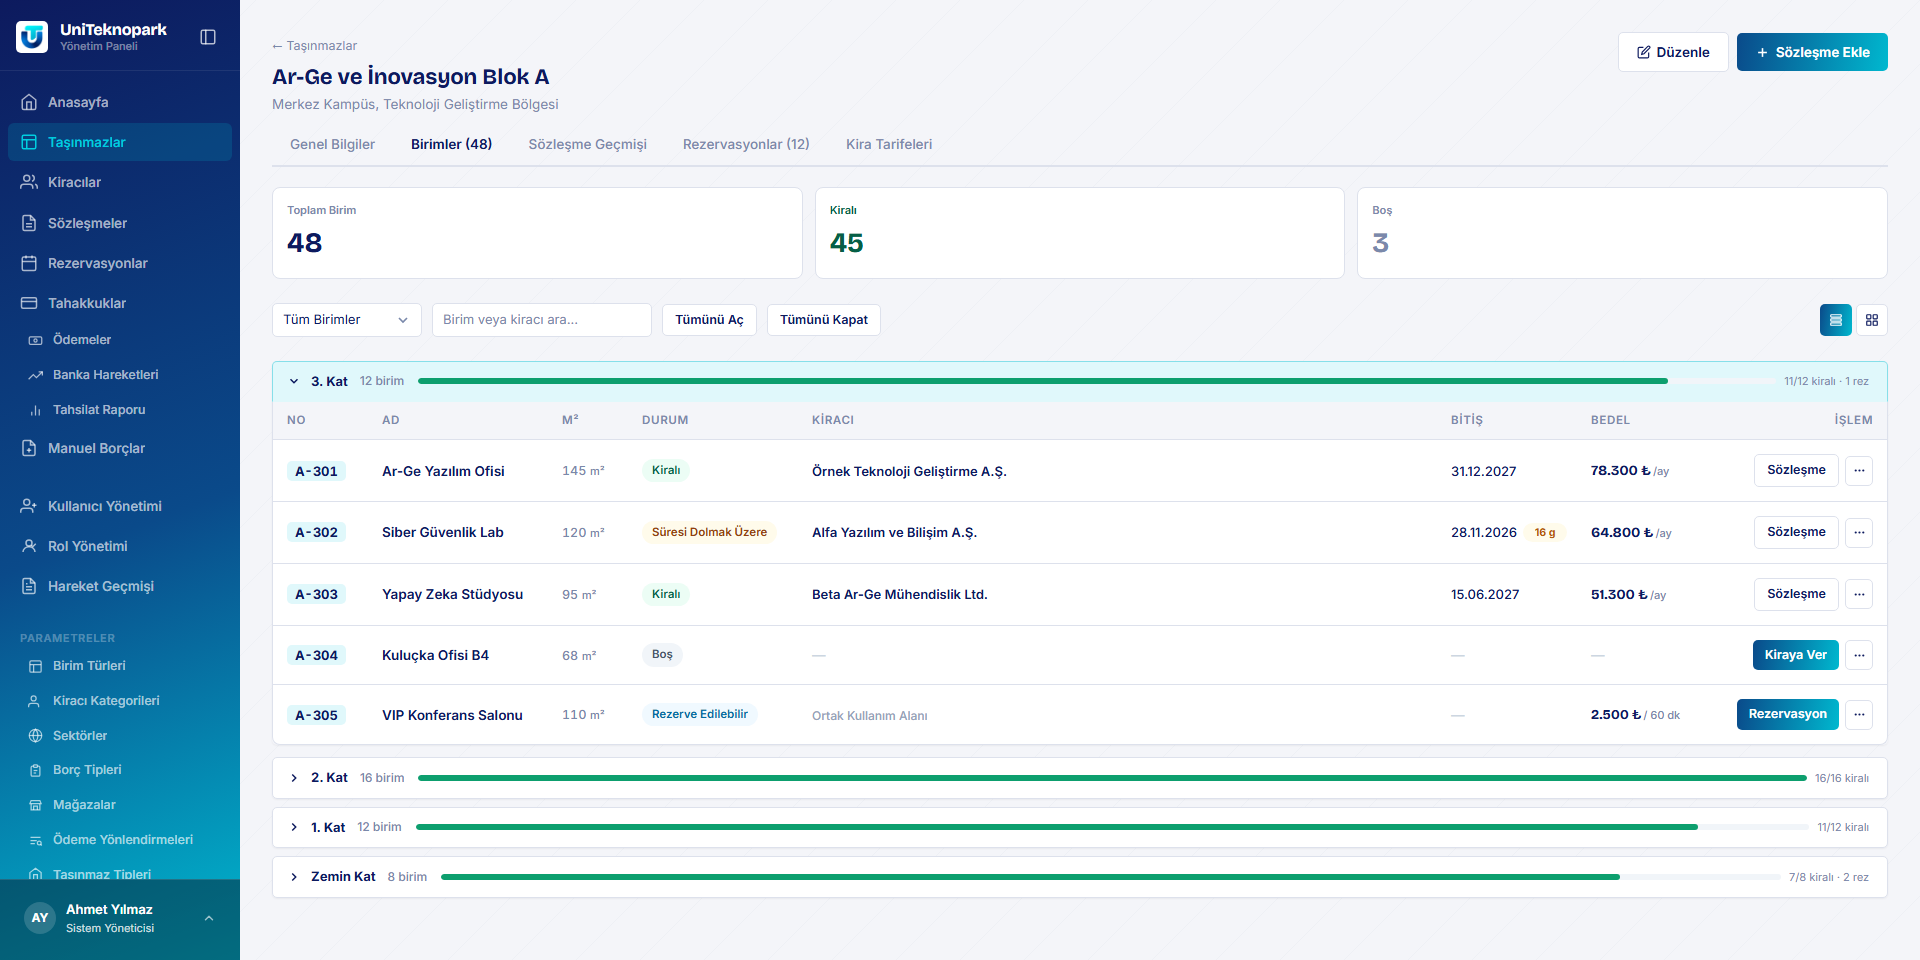 UniTeknopark
Yönetim Paneli
Anasayfa
Taşınmazlar
Kiracılar
Sözleşmeler
Rezervasyonlar
Tahakkuklar
Ödemeler
Banka Hareketleri
Tahsilat Raporu
Manuel Borçlar
Kullanıcı Yönetimi
Rol Yönetimi
Hareket Geçmişi
PARAMETRELER
Birim Türleri
Kiracı Kategorileri
Sektörler
Borç Tipleri
Mağazalar
Ödeme Yönlendirmeleri
Taşınmaz Tipleri
AY
Ahmet Yılmaz
Sistem Yöneticisi
← Taşınmazlar
Ar-Ge ve İnovasyon Blok A
Merkez Kampüs, Teknoloji Geliştirme Bölgesi
Düzenle
+ Sözleşme Ekle
Genel Bilgiler Birimler (48) Sözleşme Geçmişi Rezervasyonlar (12) Kira Tarifeleri
Toplam Birim
48
Kiralı
45
Boş
3
Tüm Birimler Birim veya kiracı ara... Tümünü Aç Tümünü Kapat
3. Kat 12 birim 11/12 kiralı · 1 rez
NO AD M² DURUM KİRACI BİTİŞ BEDEL İŞLEM
A-301 Ar-Ge Yazılım Ofisi 145 m² Kiralı Örnek Teknoloji Geliştirme A.Ş. 31.12.2027 78.300 ₺ /ay Sözleşme ...
A-302 Siber Güvenlik Lab 120 m² Süresi Dolmak Üzere Alfa Yazılım ve Bilişim A.Ş. 28.11.2026 16 g 64.800 ₺ /ay Sözleşme ...
A-303 Yapay Zeka Stüdyosu 95 m² Kiralı Beta Ar-Ge Mühendislik Ltd. 15.06.2027 51.300 ₺ /ay Sözleşme ...
A-304 Kuluçka Ofisi B4 68 m² Boş — — — Kiraya Ver ...
A-305 VIP Konferans Salonu 110 m² Rezerve Edilebilir Ortak Kullanım Alanı — 2.500 ₺ / 60 dk Rezervasyon ...
2. Kat 16 birim 16/16 kiralı
1. Kat 12 birim 11/12 kiralı
Zemin Kat 8 birim 7/8 kiralı · 2 rez